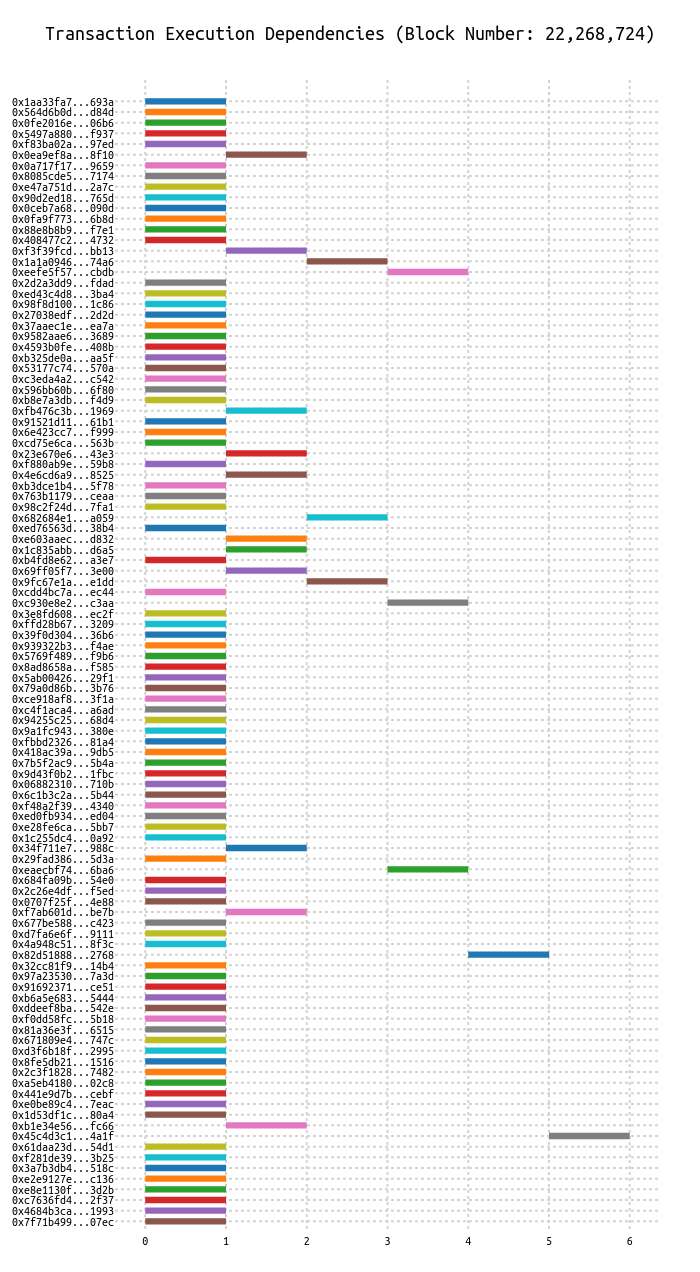 Transaction Execution Dependencies (Block Number: 22,268,724)
0x1aa33fa7...693a
0x564d6b0d...d84d
0x0fe2016e...06b6
0x5497a880...f937
0xf83ba02a...97ed
0x0ea9ef8a...8f10
0x0a717f17...9659
0x8085cde5...7174
0xe47a751d...2a7c
0x90d2ed18...765d
0x0ceb7a68...090d
0x0fa9f773...6b8d
0x88e8b8b9...f7e1
0x408477c2...4732
0xf3f39fcd...bb13
0x1a1a0946...74a6
0xeefe5f57...cbdb
0x2d2a3dd9...fdad
0xed43c4d8...3ba4
0x98f8d100...1c86
0x27038edf...2d2d
0x37aaec1e...ea7a
0x9582aae6...3689
0x4593b0fe...408b
0xb325de0a...aa5f
0x53177c74...570a
0xc3eda4a2...c542
0x596bb60b...6f80
0xb8e7a3db...f4d9
0xfb476c3b...1969
0x91521d11...61b1
0x6e423cc7...f999
0xcd75e6ca...563b
0x23e670e6...43e3
0xf880ab9e...59b8
0x4e6cd6a9...8525
0xb3dce1b4...5f78
0x763b1179...ceaa
0x98c2f24d...7fa1
0x682684e1...a059
0xed76563d...38b4
0xe603aaec...d832
0x1c835abb...d6a5
0xb4fd8e62...a3e7
0x69ff05f7...3e00
0x9fc67e1a...e1dd
0xcdd4bc7a...ec44
0xc930e8e2...c3aa
0x3e8fd608...ec2f
0xffd28b67...3209
0x39f0d304...36b6
0x939322b3...f4ae
0x5769f489...f9b6
0x8ad8658a...f585
0x5ab00426...29f1
0x79a0d86b...3b76
0xce918af8...3f1a
0xc4f1aca4...a6ad
0x94255c25...68d4
0x9a1fc943...380e
0xfbbd2326...81a4
0x418ac39a...9db5
0x7b5f2ac9...5b4a
0x9d43f0b2...1fbc
0x06882310...710b
0x6c1b3c2a...5b44
0xf48a2f39...4340
0xed0fb934...ed04
0xe28fe6ca...5bb7
0x1c255dc4...0a92
0x34f711e7...988c
0x29fad386...5d3a
0xeaecbf74...6ba6
0x684fa09b...54e0
0x2c26e4df...f5ed
0x0707f25f...4e88
0xf7ab601d...be7b
0x677be588...c423
0xd7fa6e6f...9111
0x4a948c51...8f3c
0x82d51888...2768
0x32cc81f9...14b4
0x97a23530...7a3d
0x91692371...ce51
0xb6a5e683...5444
0xddeef8ba...542e
0xf0dd58fc...5b18
0x81a36e3f...6515
0x671809e4...747c
0xd3f6b18f...2995
0x8fe5db21...1516
0x2c3f1828...7482
0xa5eb4180...02c8
0x441e9d7b...cebf
0xe0be89c4...7eac
0x1d53df1c...80a4
0xb1e34e56...fc66
0x45c4d3c1...4a1f
0x61daa23d...54d1
0xf281de39...3b25
0x3a7b3db4...518c
0xe2e9127e...c136
0xe8e1130f...3d2b
0xc7636fd4...2f37
0x4684b3ca...1993
0x7f71b499...07ec
0 1 2 3 4 5 6